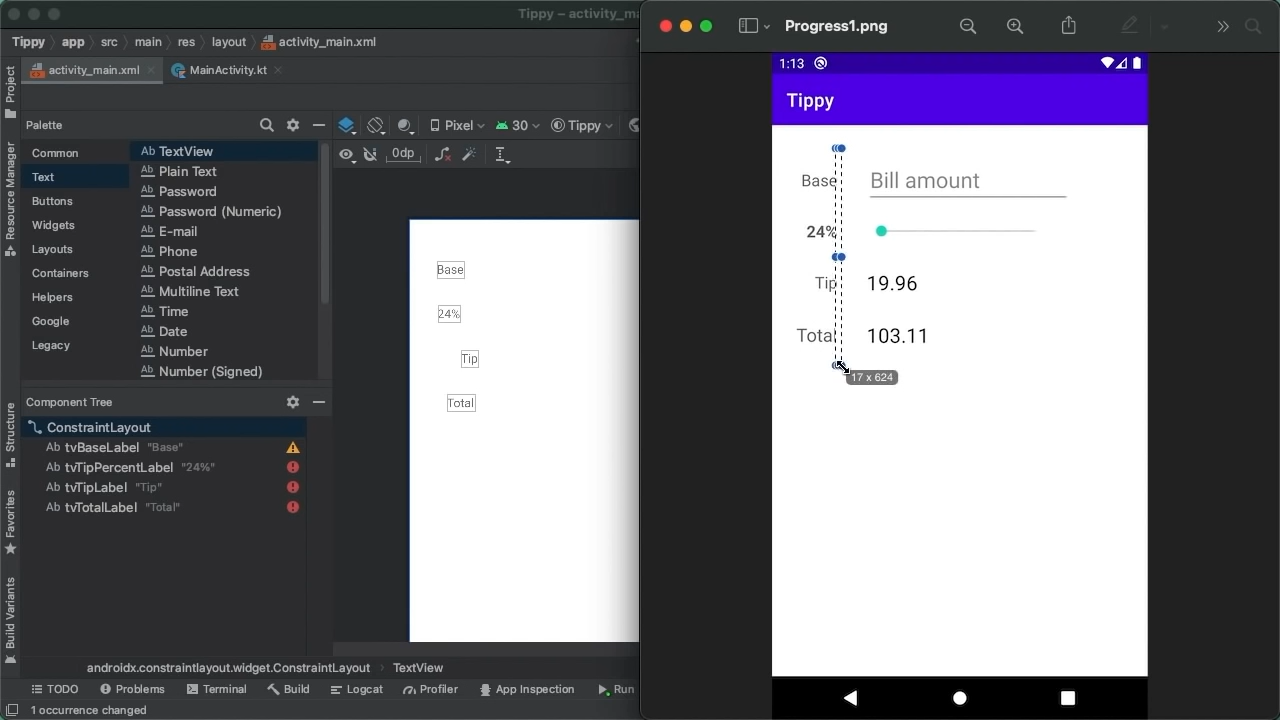 Tippy – activity_ma
Tippy app src main res layout activity_main.xml
activity_main.xml MainActivity.kt
Project
Resource Manager
Structure
Favorites
Build Variants
Palette
Common
Text
Buttons
Widgets
Layouts
Containers
Helpers
Google
Legacy
Ab TextView
Ab Plain Text
Ab Password
Ab Password (Numeric)
Ab E-mail
Ab Phone
Ab Postal Address
Ab Multiline Text
Ab Time
Ab Date
Ab Number
Ab Number (Signed)
Pixel 30 Tippy
0dp
Component Tree
ConstraintLayout
Ab tvBaseLabel "Base"
Ab tvTipPercentLabel "24%"
Ab tvTipLabel "Tip"
Ab tvTotalLabel "Total"
Base
24%
Tip
Total
androidx.constraintlayout.widget.ConstraintLayout TextView
TODO Problems Terminal Build Logcat Profiler App Inspection Run
1 occurrence changed
Progress1.png
1:13
Tippy
Base Bill amount
24%
Tip 19.96
Total 103.11
17 x 624